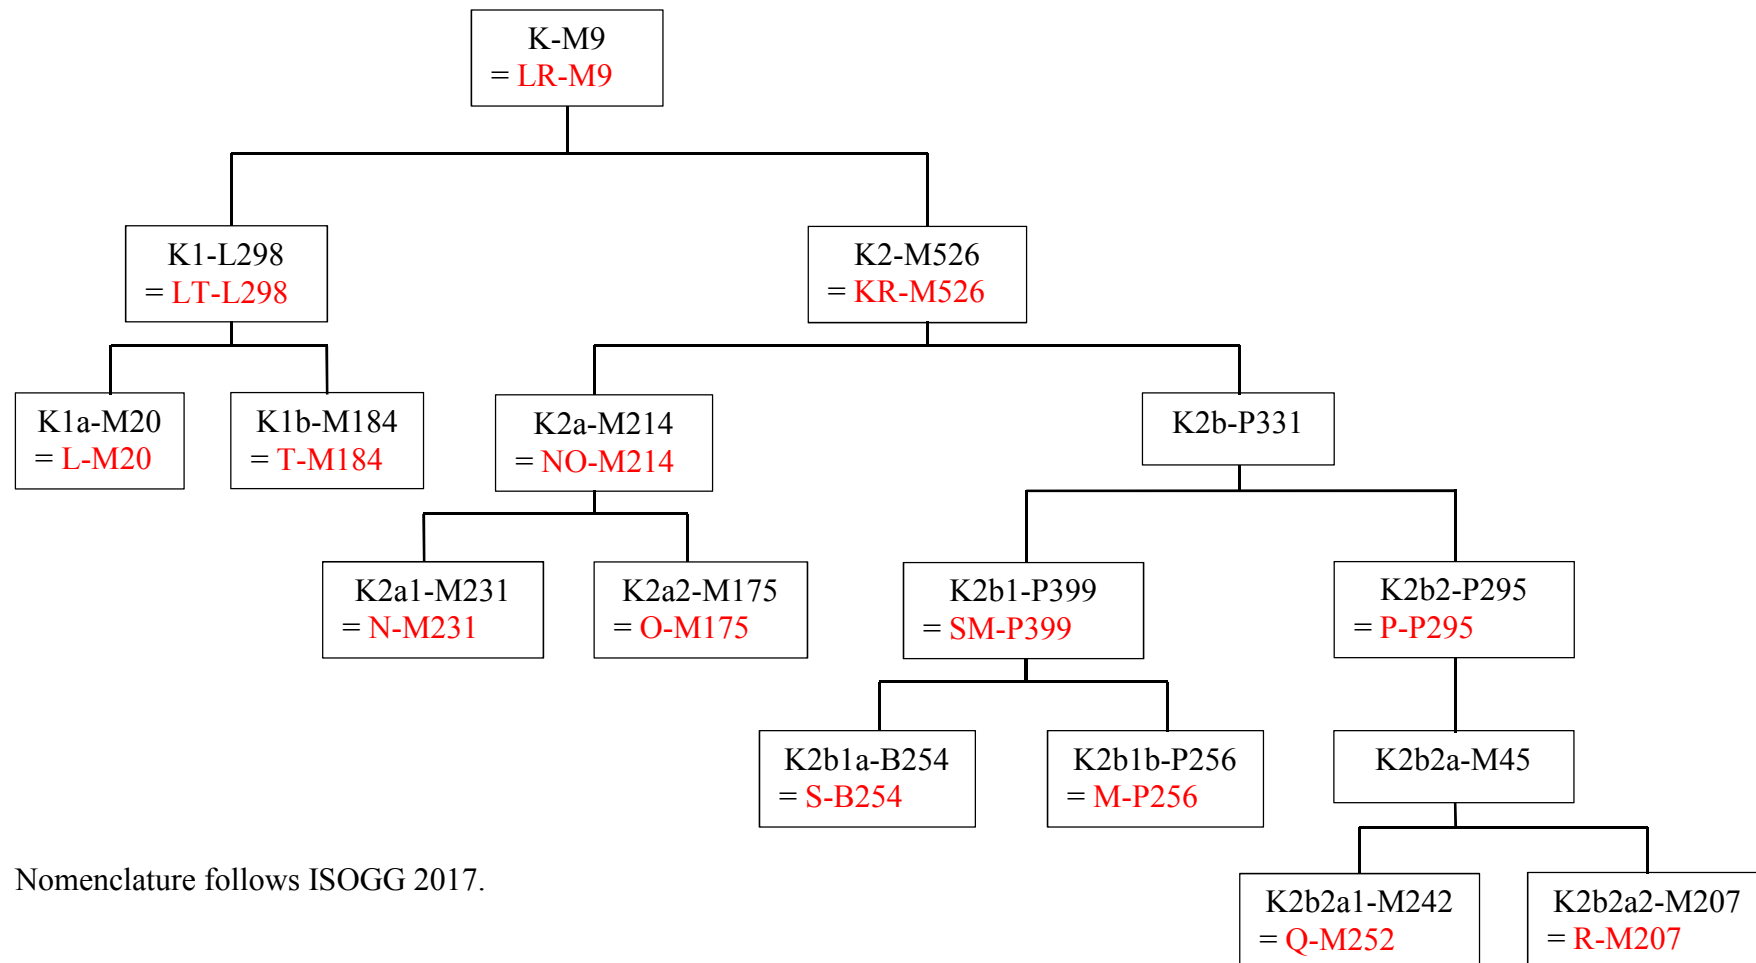 K-M9
= LR-M9
K1-L298
= LT-L298
K2-M526
= KR-M526
K1a-M20
= L-M20
K1b-M184
= T-M184
K2a-M214
= NO-M214
K2b-P331
K2a1-M231
= N-M231
K2a2-M175
= O-M175
K2b1-P399
= SM-P399
K2b2-P295
= P-P295
K2b1a-B254
= S-B254
K2b1b-P256
= M-P256
K2b2a-M45
Nomenclature follows ISOGG 2017.
K2b2a1-M242
= Q-M252
K2b2a2-M207
= R-M207